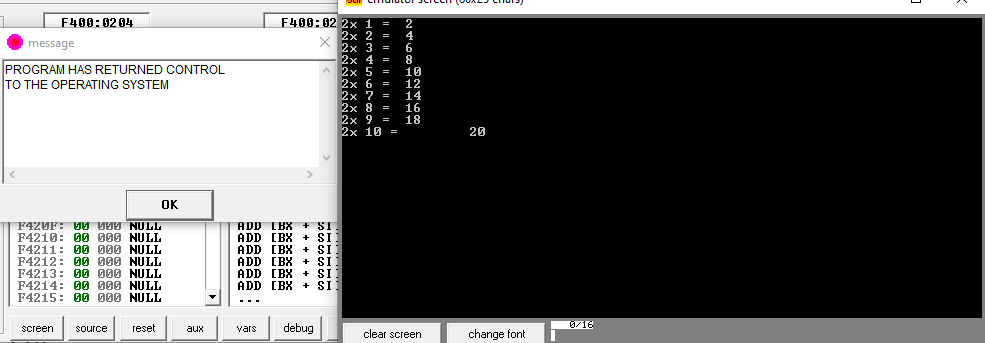 F400:0204
F400:02
emulator screen (80x25 chars)
message
PROGRAM HAS RETURNED CONTROL
TO THE OPERATING SYSTEM
OK
2x 1 = 2
2x 2 = 4
2x 3 = 6
2x 4 = 8
2x 5 = 10
2x 6 = 12
2x 7 = 14
2x 8 = 16
2x 9 = 18
2x 10 = 20
F420F: 00 000 NULL
F4210: 00 000 NULL
F4211: 00 000 NULL
F4212: 00 000 NULL
F4213: 00 000 NULL
F4214: 00 000 NULL
F4215: 00 000 NULL
ADD [BX + SI]
ADD [BX + SI]
ADD [BX + SI]
ADD [BX + SI]
ADD [BX + SI]
ADD [BX + SI]
...
screen
source
reset
aux
vars
debug
clear screen
change font
0/16